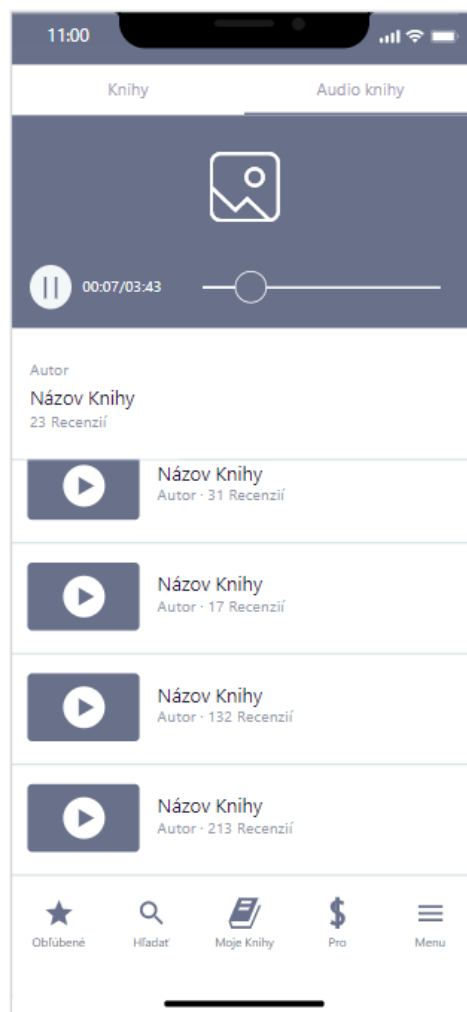 11:00
Knihy Audio knihy
00:07/03:43
Autor
Názov Knihy
23 Recenzií
Názov Knihy
Autor · 31 Recenzií
Názov Knihy
Autor · 17 Recenzií
Názov Knihy
Autor · 132 Recenzií
Názov Knihy
Autor · 213 Recenzií
Obľúbené Hľadať Moje Knihy Pro Menu